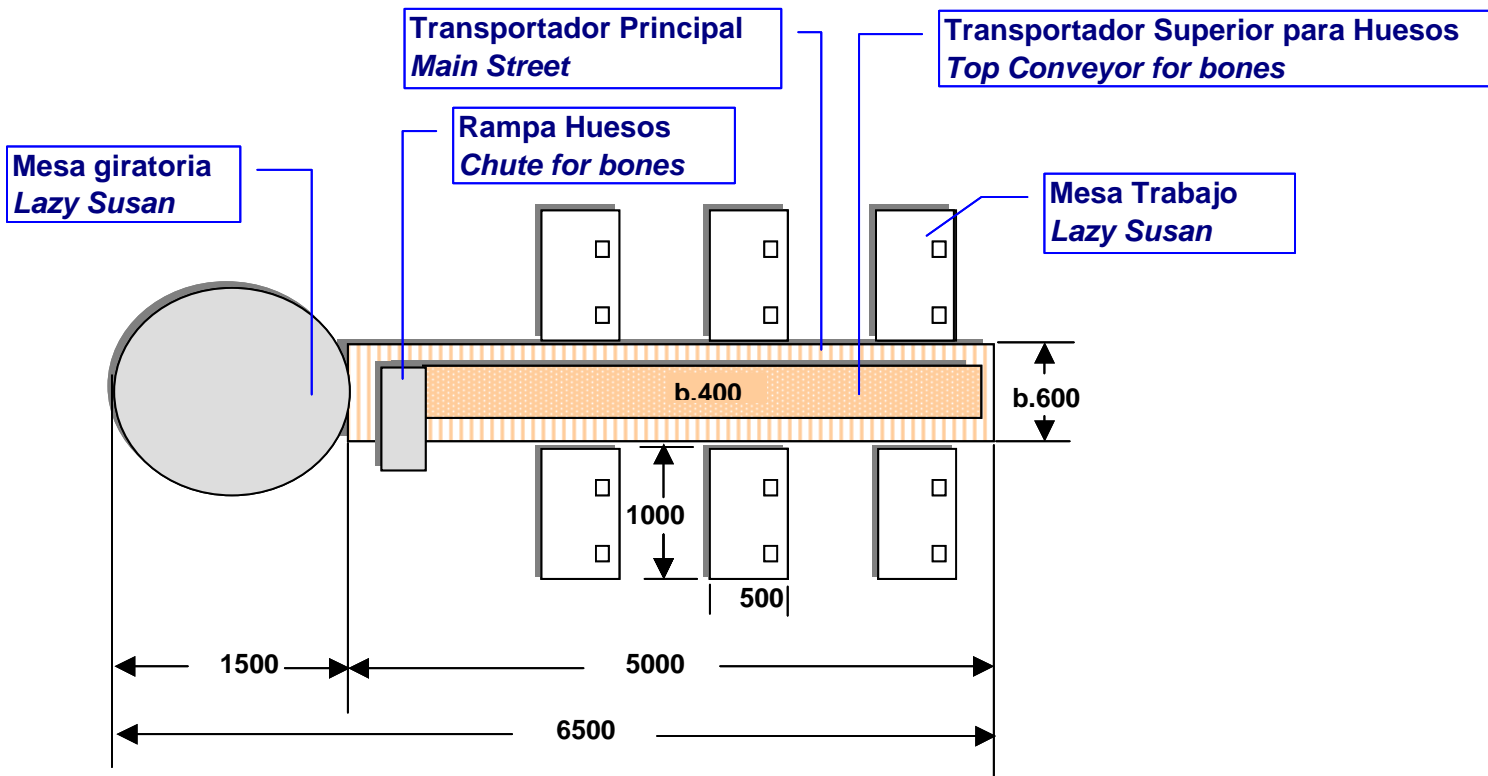 Transportador Principal
Main Street
Transportador Superior para Huesos
Top Conveyor for bones
Rampa Huesos
Chute for bones
Mesa giratoria
Lazy Susan
Mesa Trabajo
Lazy Susan
b.400
b.600
1000
500
1500
5000
6500